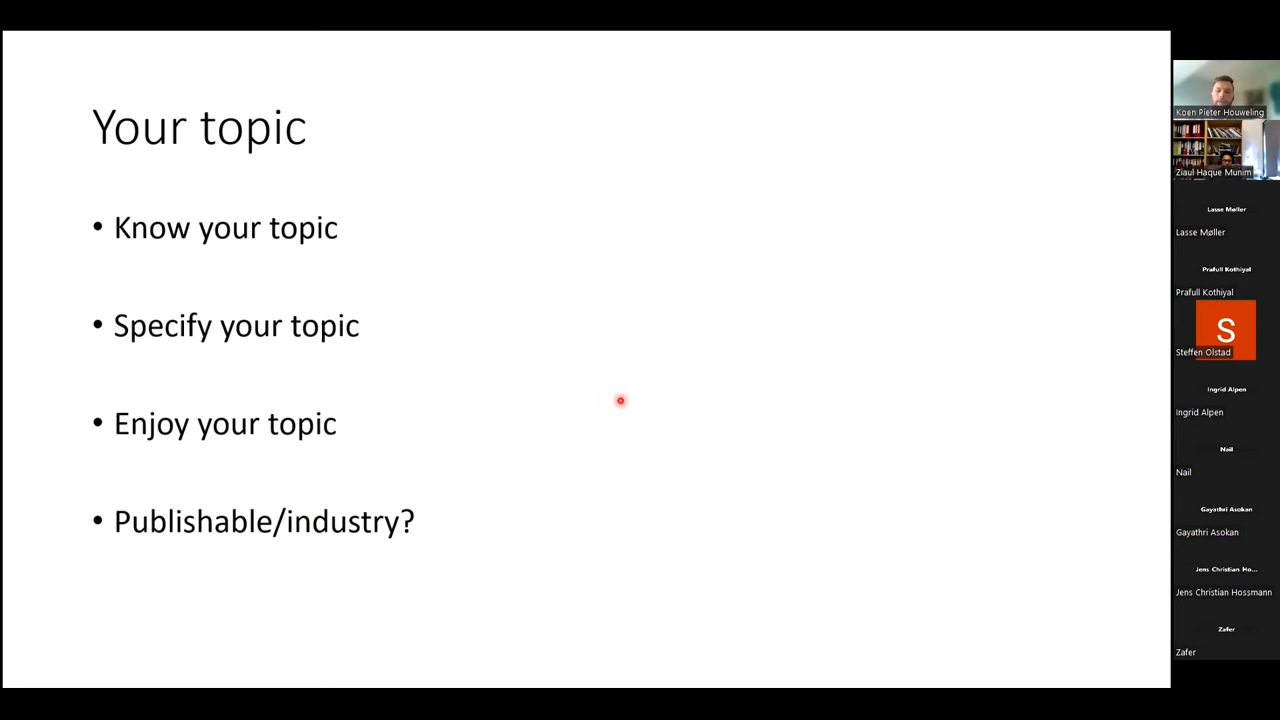 Your topic
• Know your topic
• Specify your topic
• Enjoy your topic
• Publishable/industry?
Koen Pieter Houweling
Ziaul Haque Munim
Lasse Møller
Lasse Møller
Prafull Kothiyal
Prafull Kothiyal
S
Steffen Olstad
Ingrid Alpen
Ingrid Alpen
Nail
Nail
Gayathri Asokan
Gayathri Asokan
Jens Christian Ho...
Jens Christian Hossmann
Zafer
Zafer